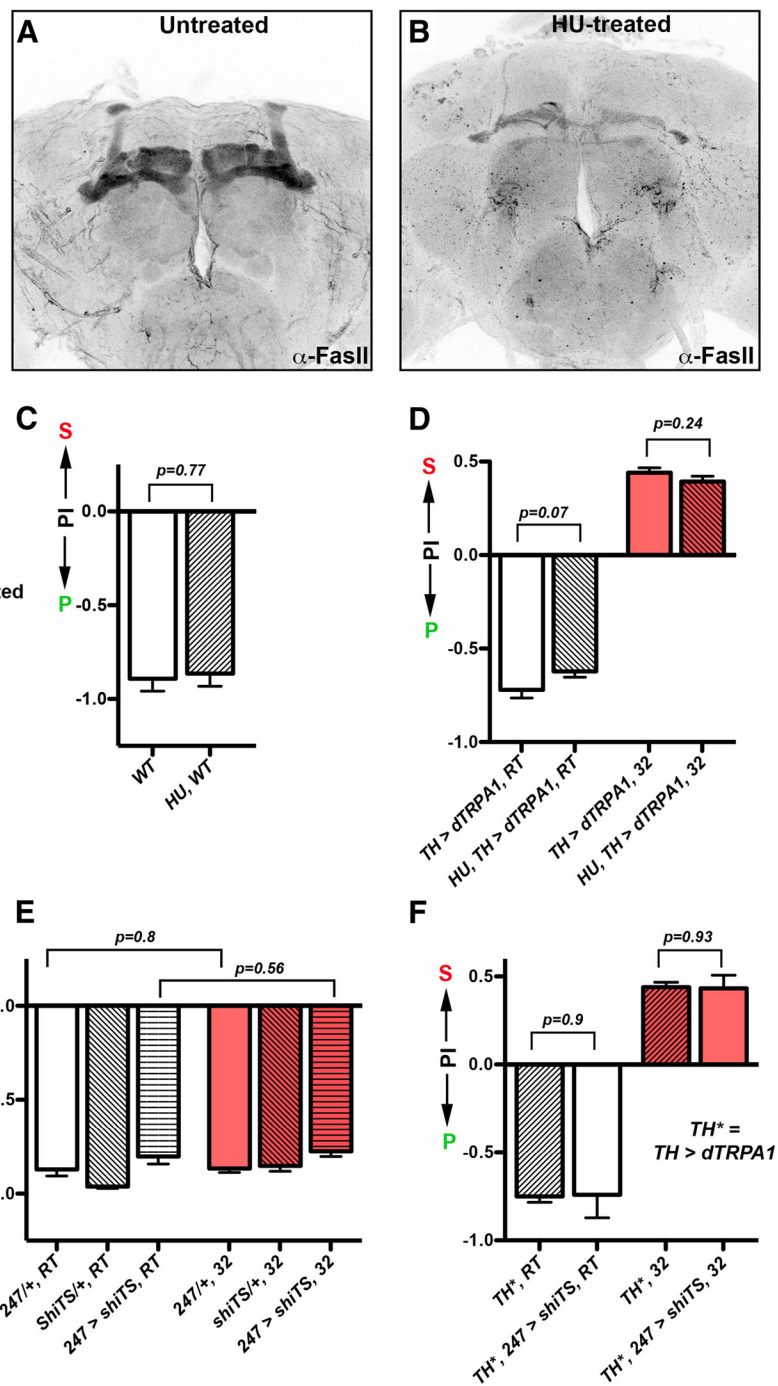 A Untreated
α-FasII
B HU-treated
α-FasII
C
S
PI
P
p=0.77
0.0
-0.5
-1.0
WT
HU, WT
D
S
PI
P
p=0.24
p=0.07
0.5
0.0
-0.5
-1.0
TH > dTRPA1, RT
HU, TH > dTRPA1, RT
TH > dTRPA1, 32
HU, TH > dTRPA1, 32
E
p=0.8
p=0.56
.0
.5
.0
247/+, RT
ShiTS/+, RT
247 > shiTS, RT
247/+, 32
shiTS/+, 32
247 > shiTS, 32
F
S
PI
P
p=0.93
p=0.9
0.5
0.0
-0.5
-1.0
TH* =
TH > dTRPA1
TH*, RT
TH*, 247 > shiTS, RT
TH*, 32
TH*, 247 > shiTS, 32